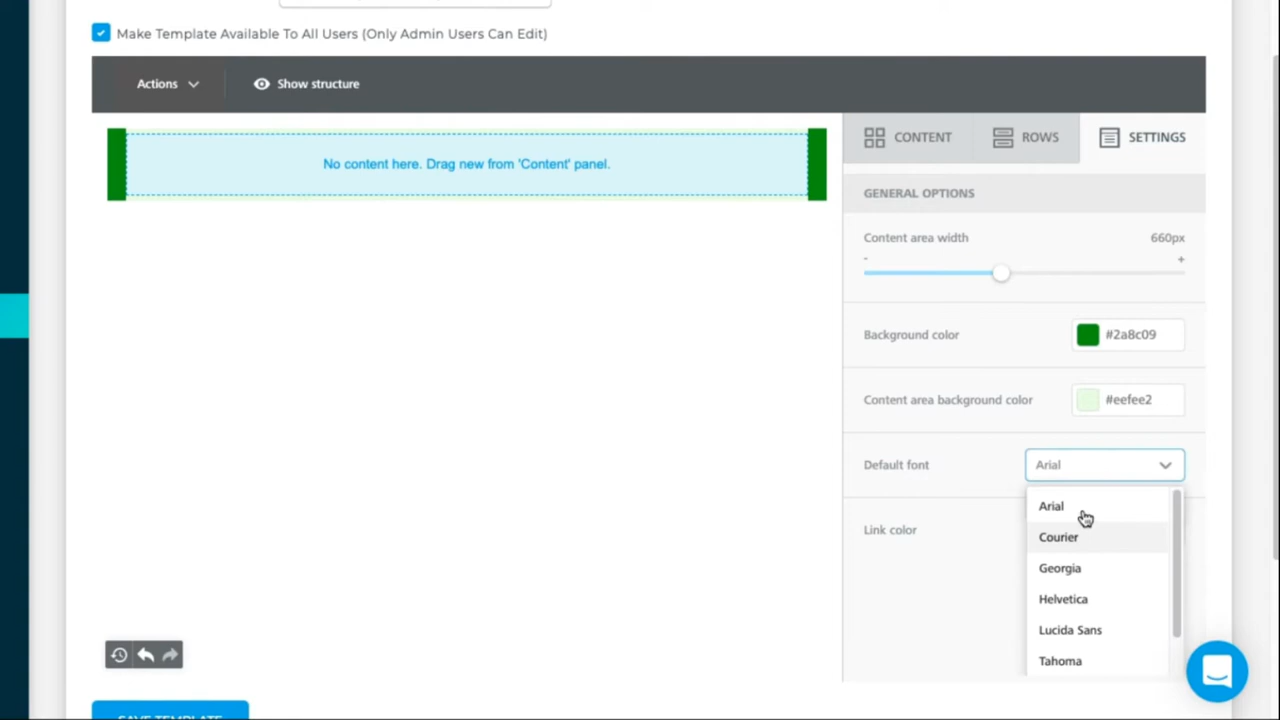 Make Template Available To All Users (Only Admin Users Can Edit)
Actions
Show structure
No content here. Drag new from 'Content' panel.
CONTENT
ROWS
SETTINGS
GENERAL OPTIONS
Content area width
660px
-
+
Background color
#2a8c09
Content area background color
#eefee2
Default font
Arial
Arial
Courier
Link color
Georgia
Helvetica
Lucida Sans
Tahoma
SAVE TEMPLATE